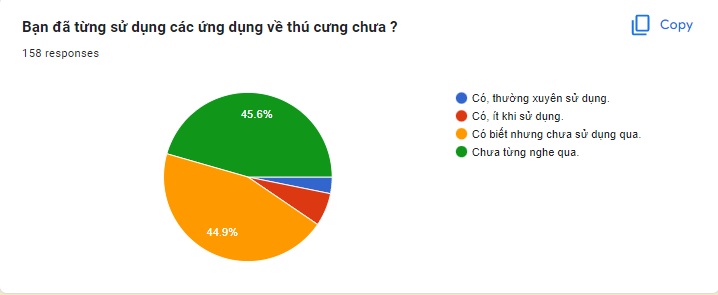 Bạn đã từng sử dụng các ứng dụng về thú cưng chưa ?
Copy
158 responses
45.6%
44.9%
Có, thường xuyên sử dụng.
Có, ít khi sử dụng.
Có biết nhưng chưa sử dụng qua.
Chưa từng nghe qua.